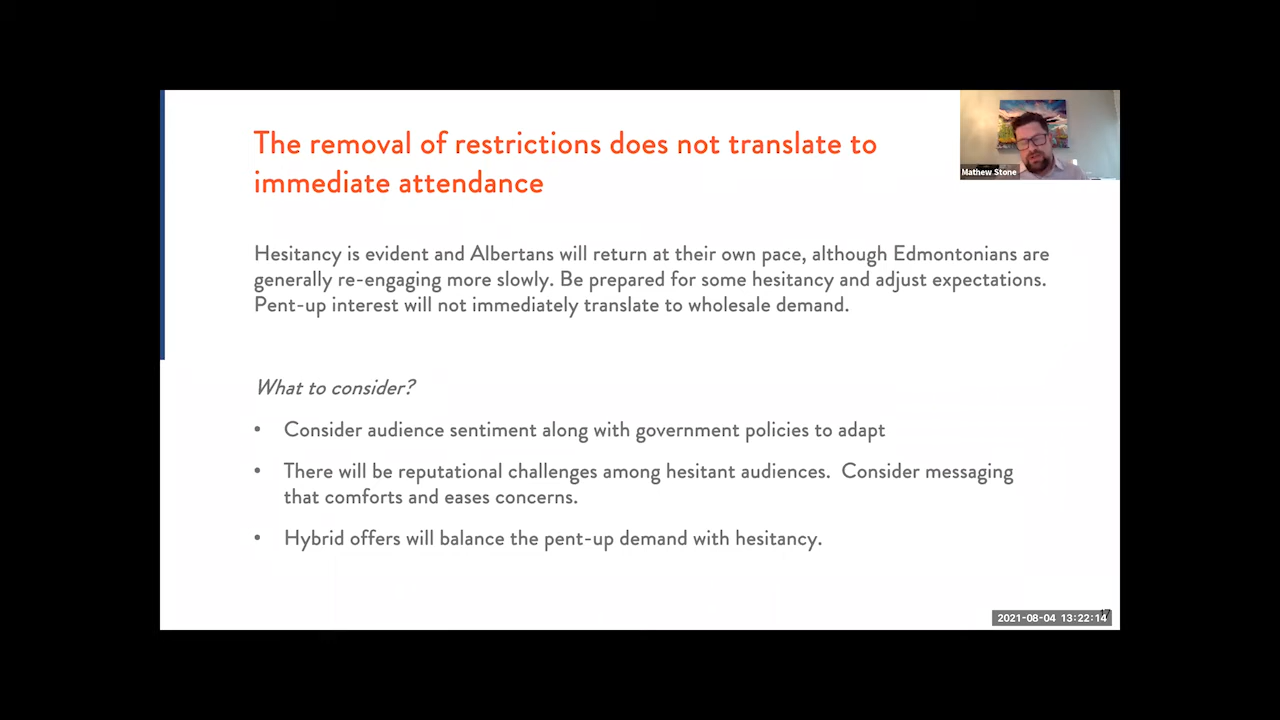 The removal of restrictions does not translate to
immediate attendance
Mathew Stone
Hesitancy is evident and Albertans will return at their own pace, although Edmontonians are
generally re-engaging more slowly. Be prepared for some hesitancy and adjust expectations.
Pent-up interest will not immediately translate to wholesale demand.
What to consider?
• Consider audience sentiment along with government policies to adapt
• There will be reputational challenges among hesitant audiences.  Consider messaging
that comforts and eases concerns.
• Hybrid offers will balance the pent-up demand with hesitancy.
17
2021-08-04 13:22:14